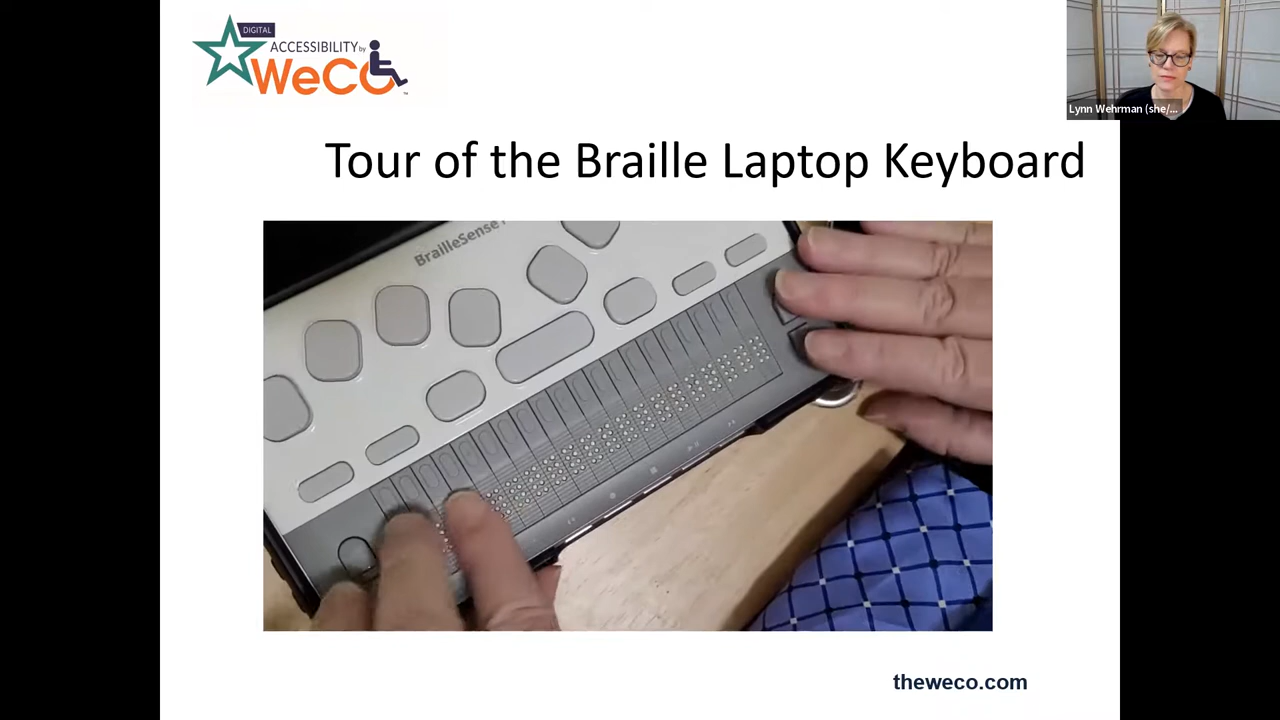 DIGITAL
ACCESSIBILITY by
WeCO
Tour of the Braille Laptop Keyboard
BrailleSense
theweco.com
Lynn Wehrman (she/...